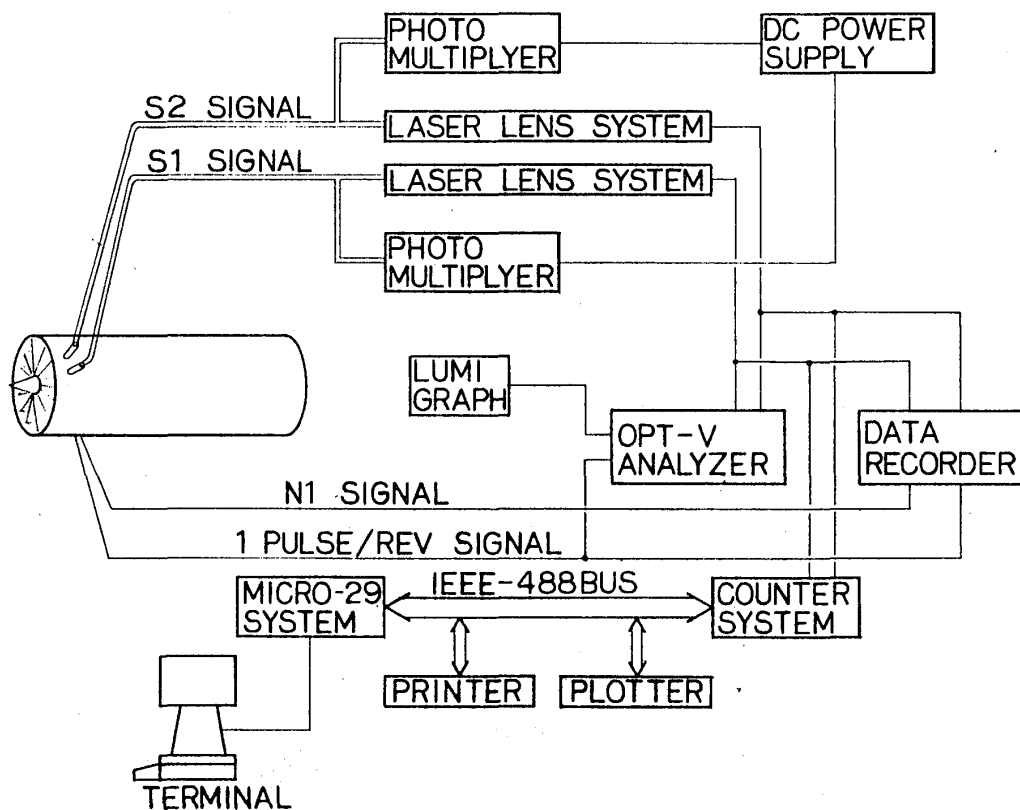 PHOTO
MULTIPLYER
DC POWER
SUPPLY
S2 SIGNAL
LASER LENS SYSTEM
S1 SIGNAL
LASER LENS SYSTEM
PHOTO
MULTIPLYER
LUMI
GRAPH
OPT-V
ANALYZER
DATA
RECORDER
N1 SIGNAL
1 PULSE/REV SIGNAL
IEEE-488BUS
MICRO-29
SYSTEM
COUNTER
SYSTEM
PRINTER
PLOTTER
TERMINAL